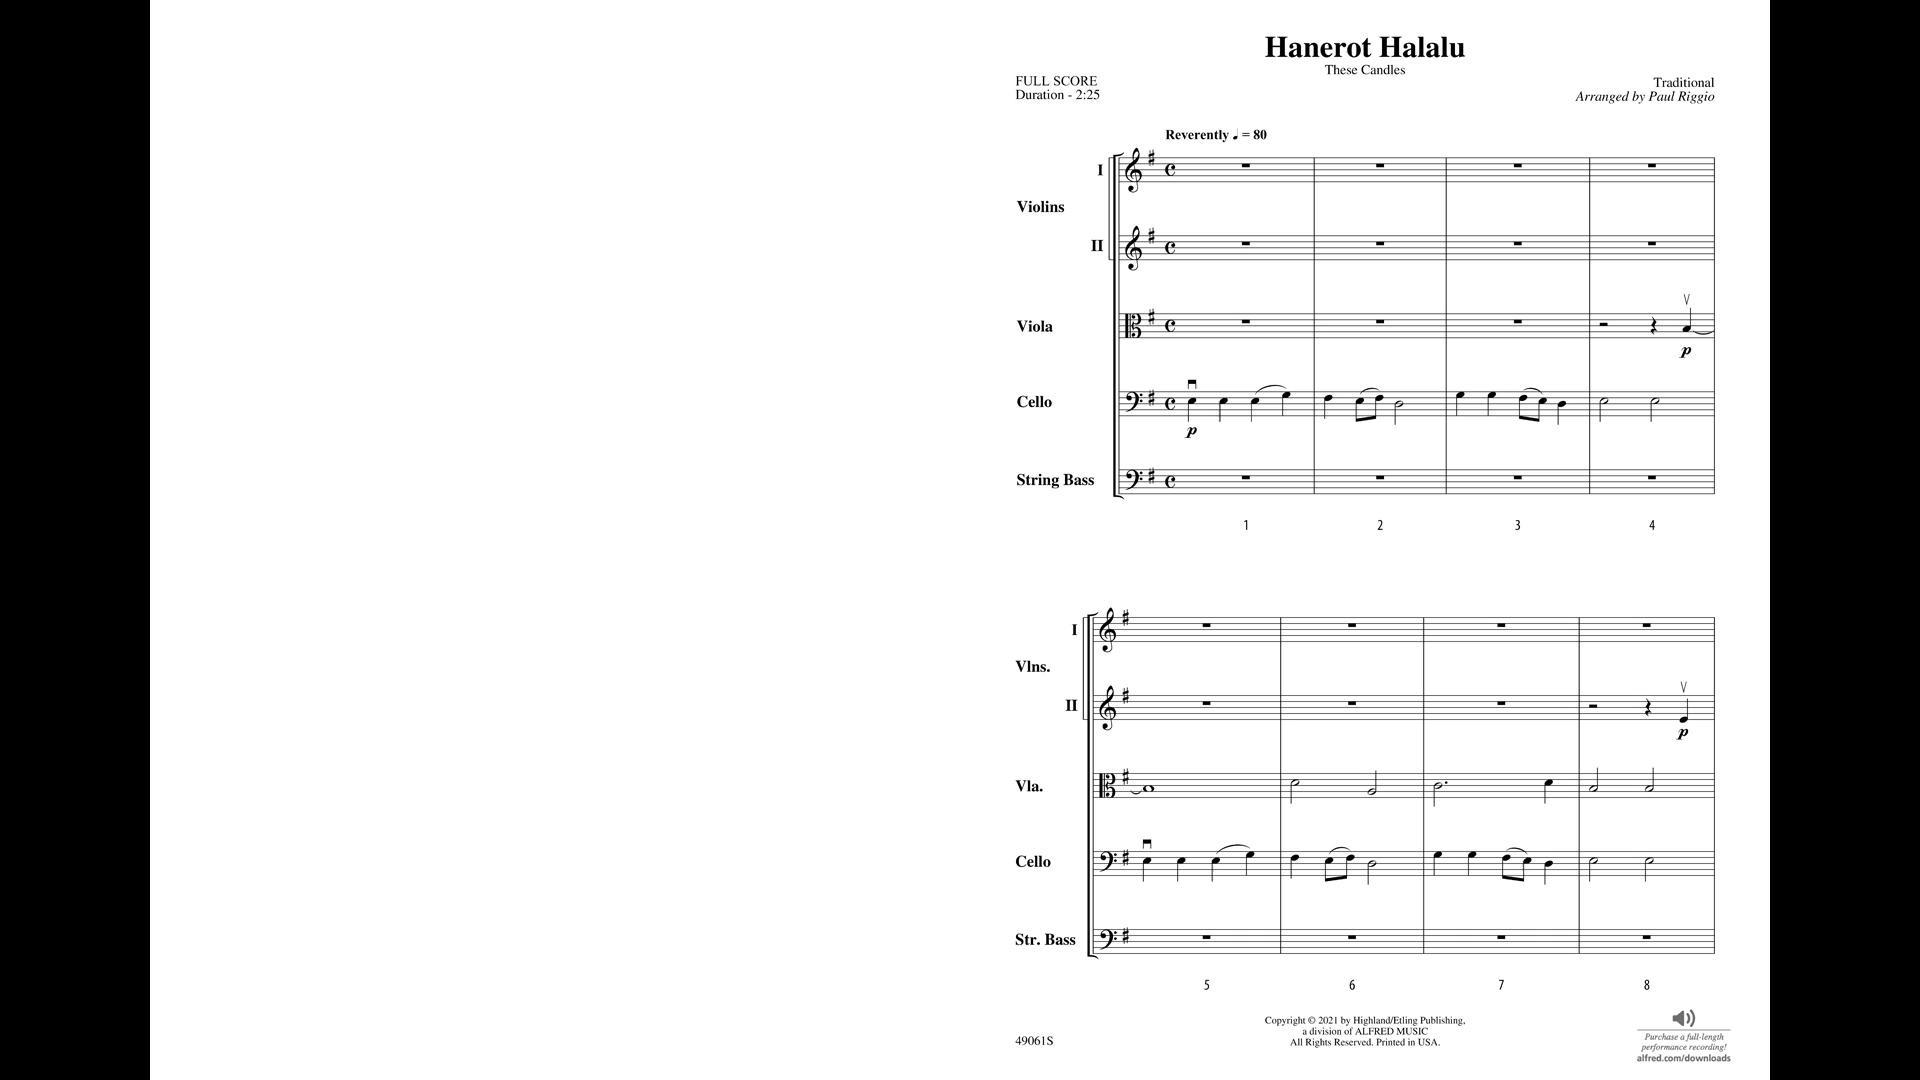 Hanerot Halalu
These Candles
FULL SCORE
Duration - 2:25
Traditional
Arranged by Paul Riggio
Reverently ♩ = 80
I
Violins
II
Viola
p
Cello
p
String Bass
1 2 3 4
I
Vlns.
II
p
Vla.
Cello
Str. Bass
5 6 7 8
Copyright © 2021 by Highland/Etling Publishing,
a division of ALFRED MUSIC
All Rights Reserved. Printed in USA.
49061S
Purchase a full-length
performance recording!
alfred.com/downloads